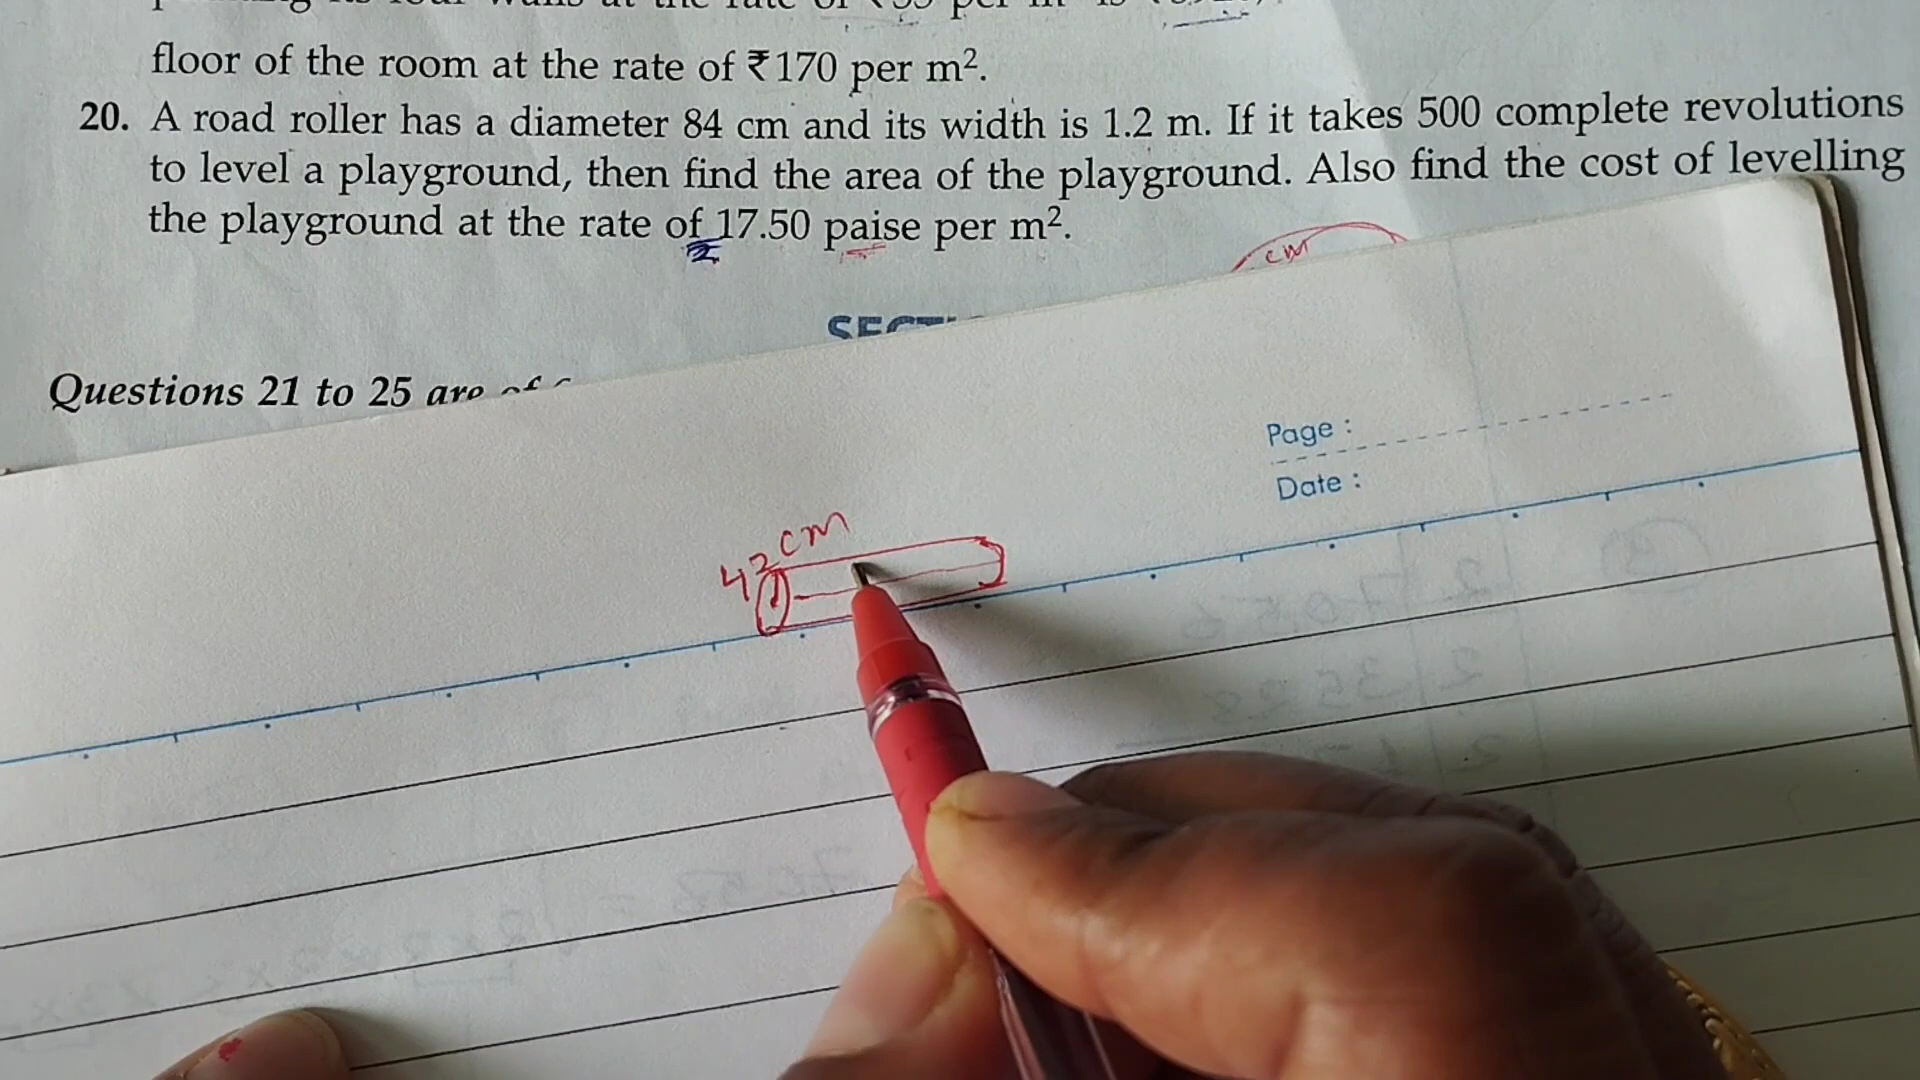 floor of the room at the rate of ₹170 per m².
20. A road roller has a diameter 84 cm and its width is 1.2 m. If it takes 500 complete revolutions
to level a playground, then find the area of the playground. Also find the cost of levelling
the playground at the rate of 17.50 paise per m².
cm
Questions 21 to 25 are of
Page :
Date :
42 cm